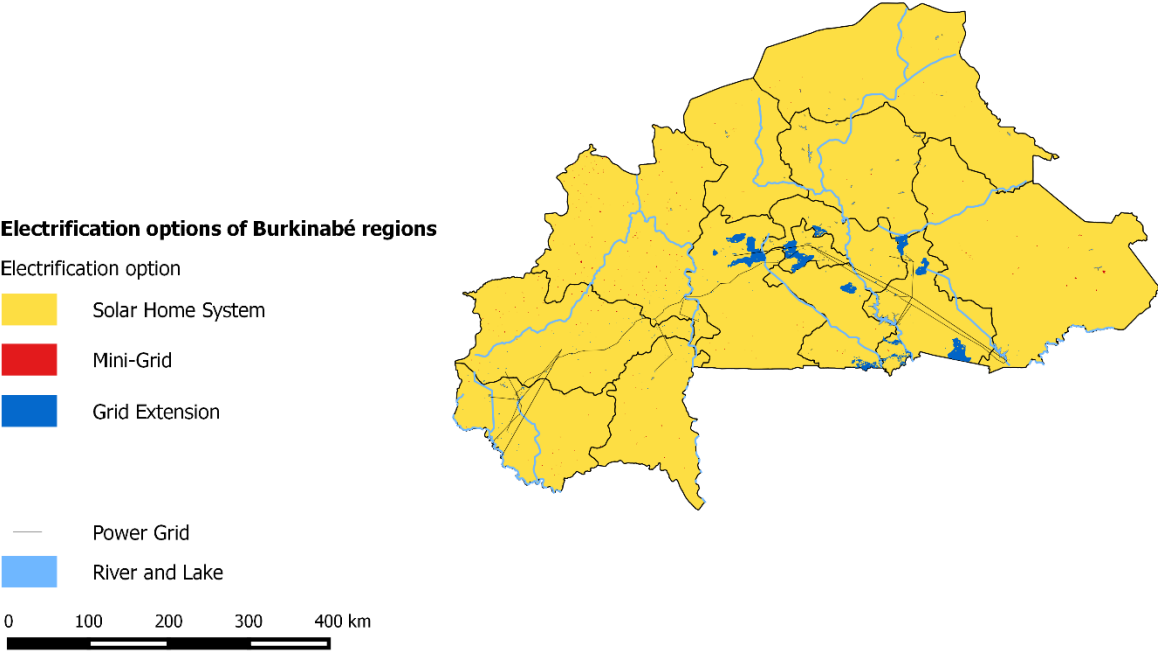 Electrification options of Burkinabé regions
Electrification option
Solar Home System
Mini-Grid
Grid Extension
Power Grid
River and Lake
0 100 200 300 400 km